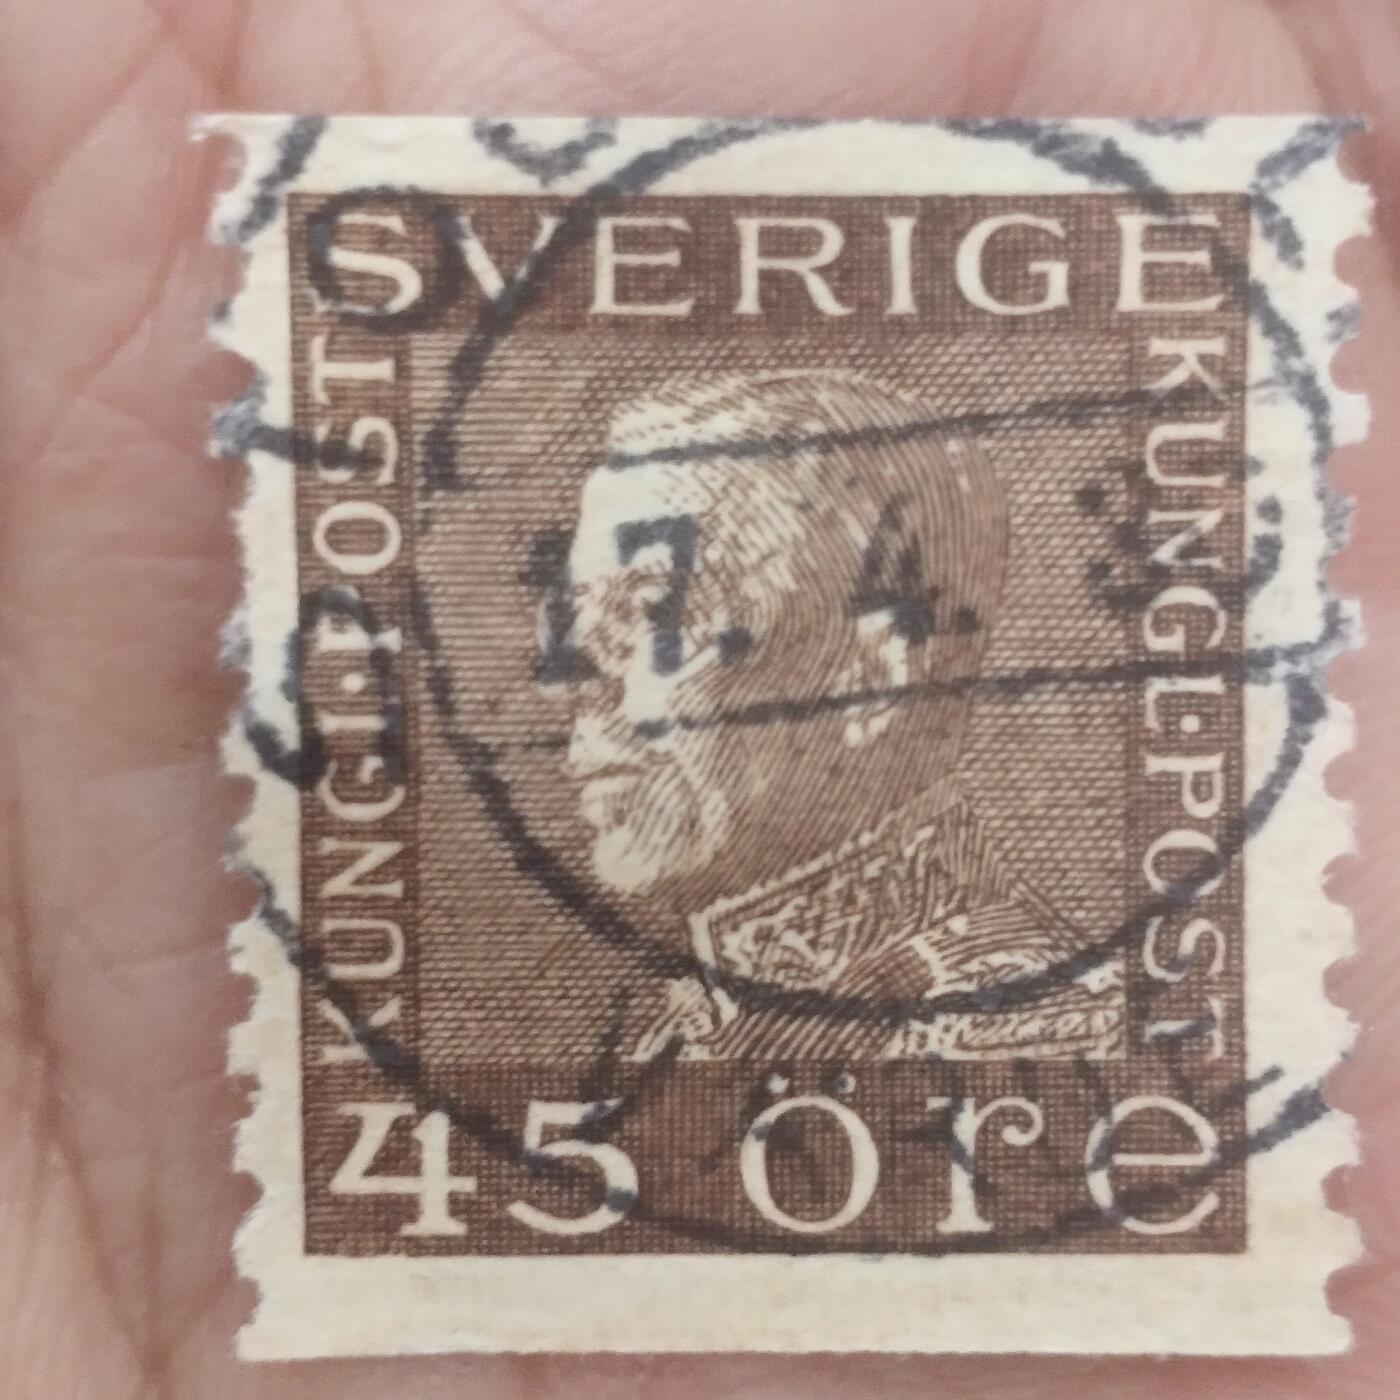 SVERIGE
KUNGL·POST
KUNGL·POST
17. 4.
45 öre